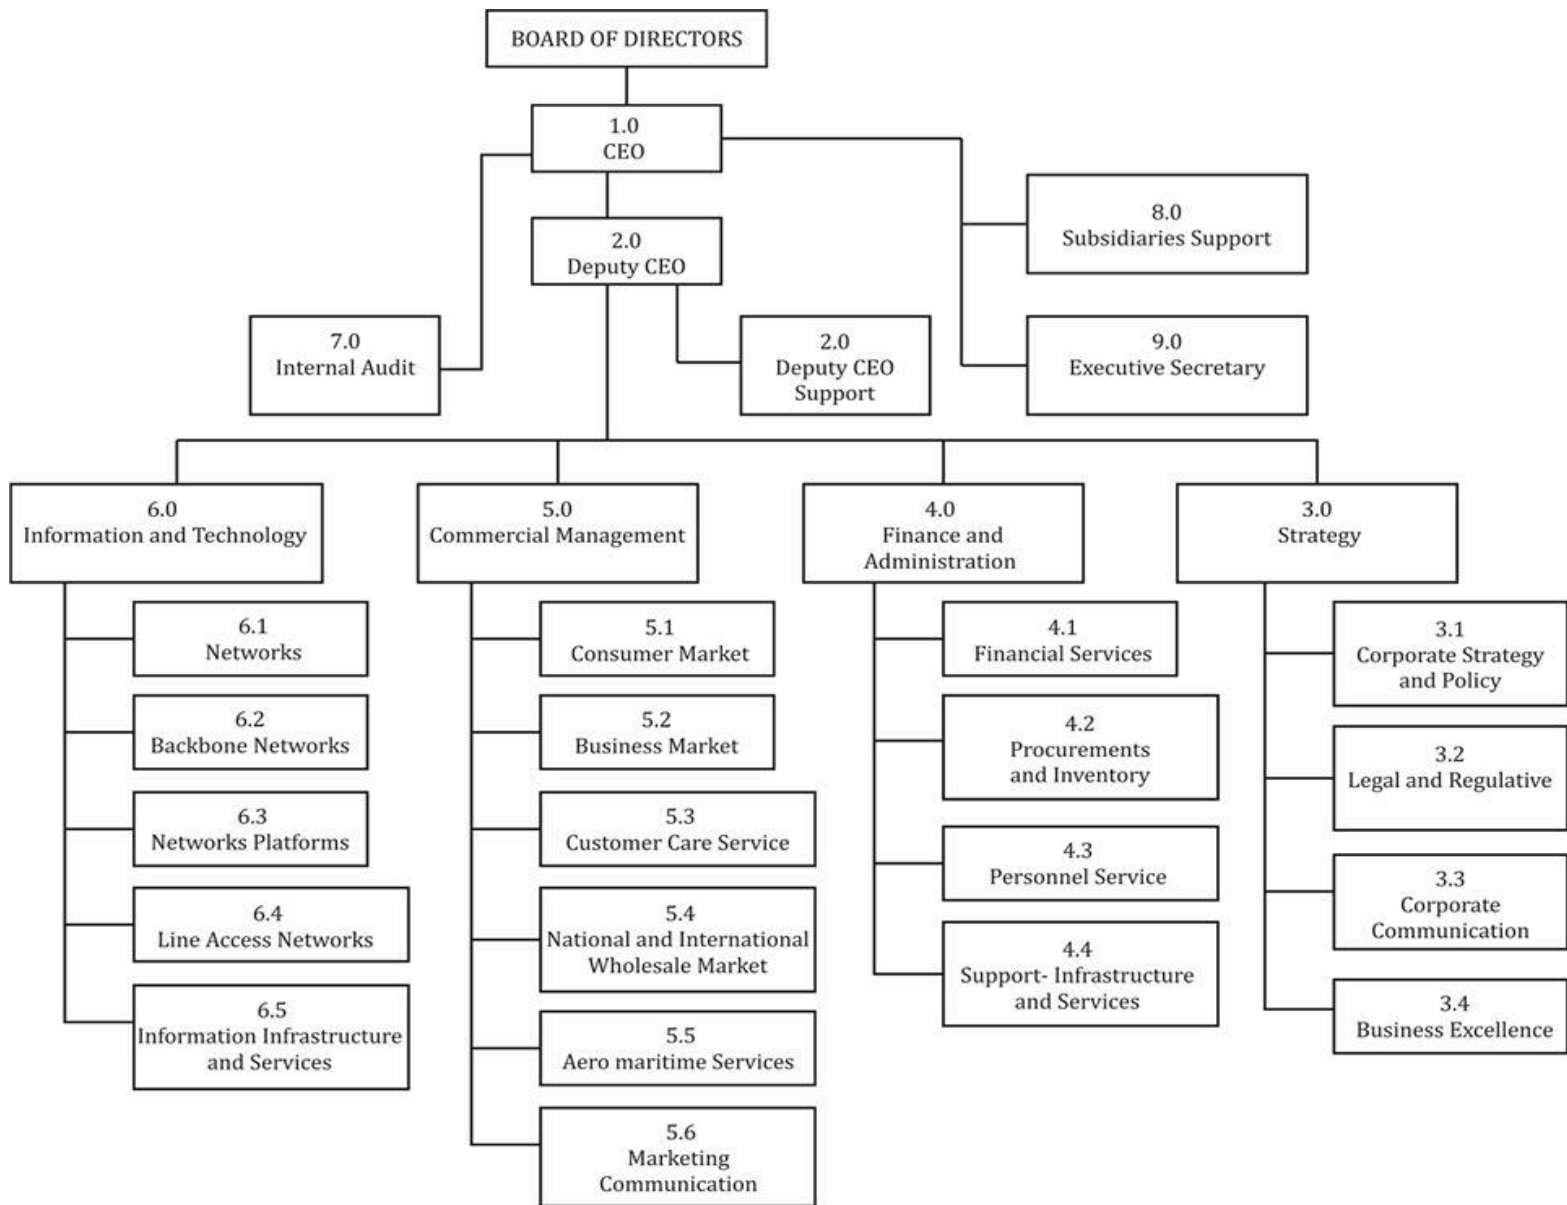 BOARD OF DIRECTORS
1.0
CEO
2.0
Deputy CEO
8.0
Subsidiaries Support
7.0
Internal Audit
2.0
Deputy CEO
Support
9.0
Executive Secretary
6.0
Information and Technology
5.0
Commercial Management
4.0
Finance and
Administration
3.0
Strategy
6.1
Networks
6.2
Backbone Networks
6.3
Networks Platforms
6.4
Line Access Networks
6.5
Information Infrastructure
and Services
5.1
Consumer Market
5.2
Business Market
5.3
Customer Care Service
5.4
National and International
Wholesale Market
5.5
Aero maritime Services
5.6
Marketing
Communication
4.1
Financial Services
4.2
Procurements
and Inventory
4.3
Personnel Service
4.4
Support- Infrastructure
and Services
3.1
Corporate Strategy
and Policy
3.2
Legal and Regulative
3.3
Corporate
Communication
3.4
Business Excellence